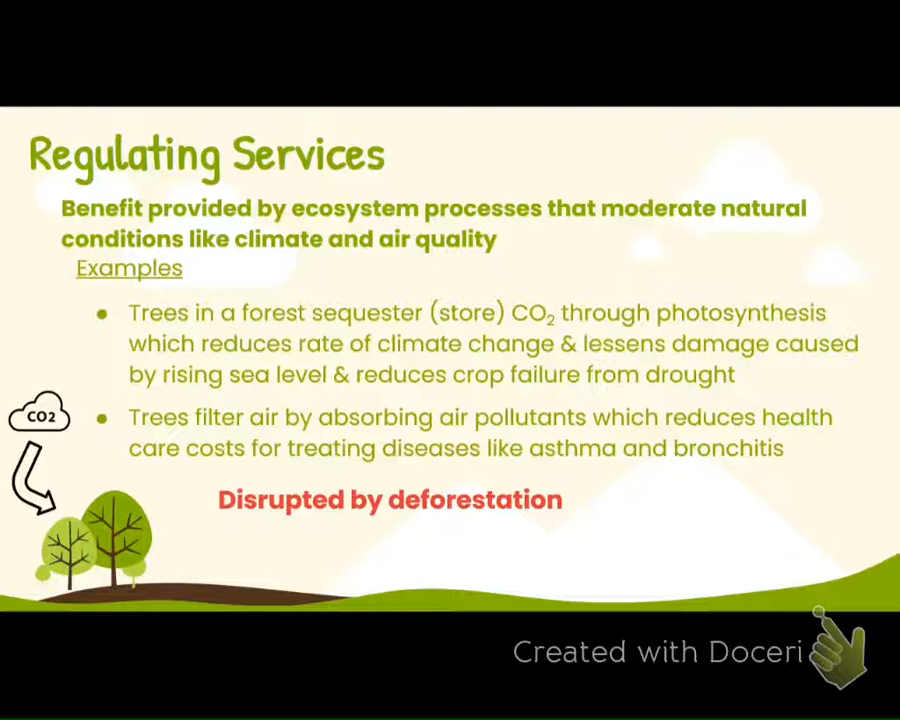 Regulating Services
Benefit provided by ecosystem processes that moderate natural
conditions like climate and air quality
Examples
● Trees in a forest sequester (store) CO₂ through photosynthesis
which reduces rate of climate change & lessens damage caused
by rising sea level & reduces crop failure from drought
● Trees filter air by absorbing air pollutants which reduces health
care costs for treating diseases like asthma and bronchitis
CO2
Disrupted by deforestation
Created with Doceri